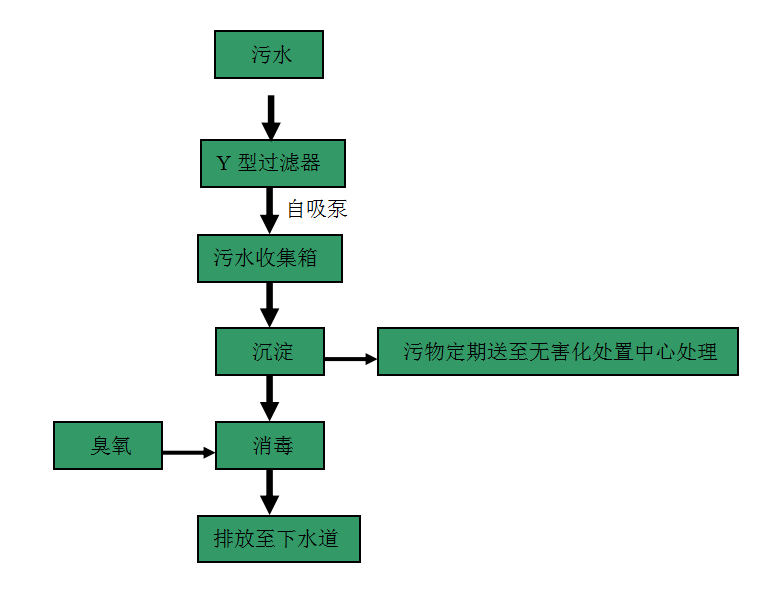 污水
Y 型过滤器
自吸泵
污水收集箱
沉淀
污物定期送至无害化处置中心处理
臭氧
消毒
排放至下水道